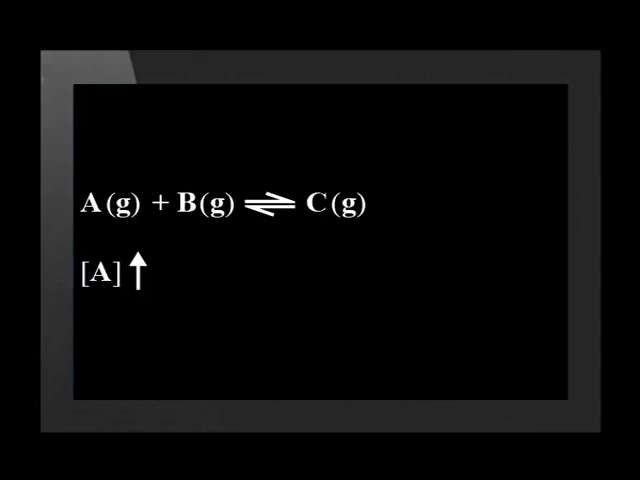 A (g) + B(g) ⇌ C (g)
[A] ↑